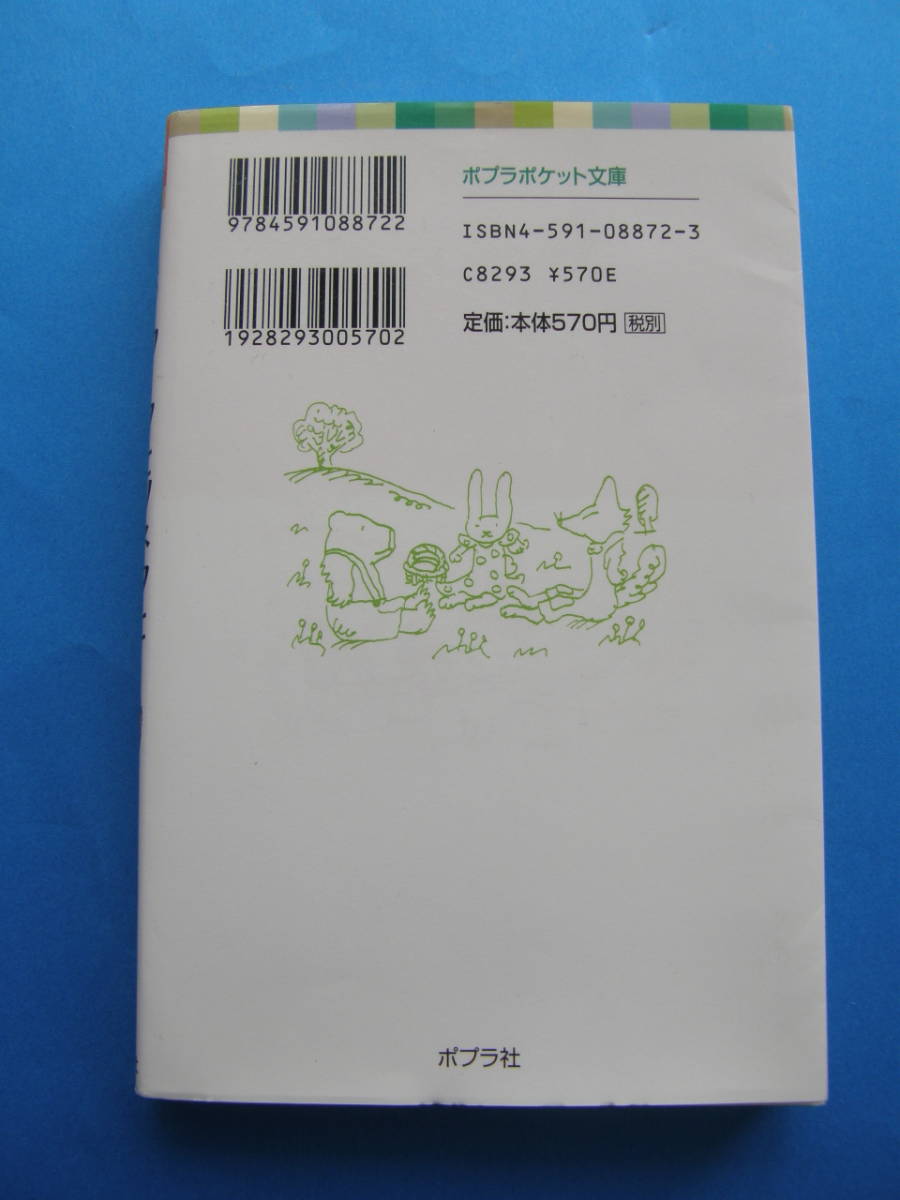 9784591088722
1928293005702
ポプラポケット文庫
ISBN4-591-08872-3
C8293 ¥570E
定価:本体570円 税別
ポプラ社